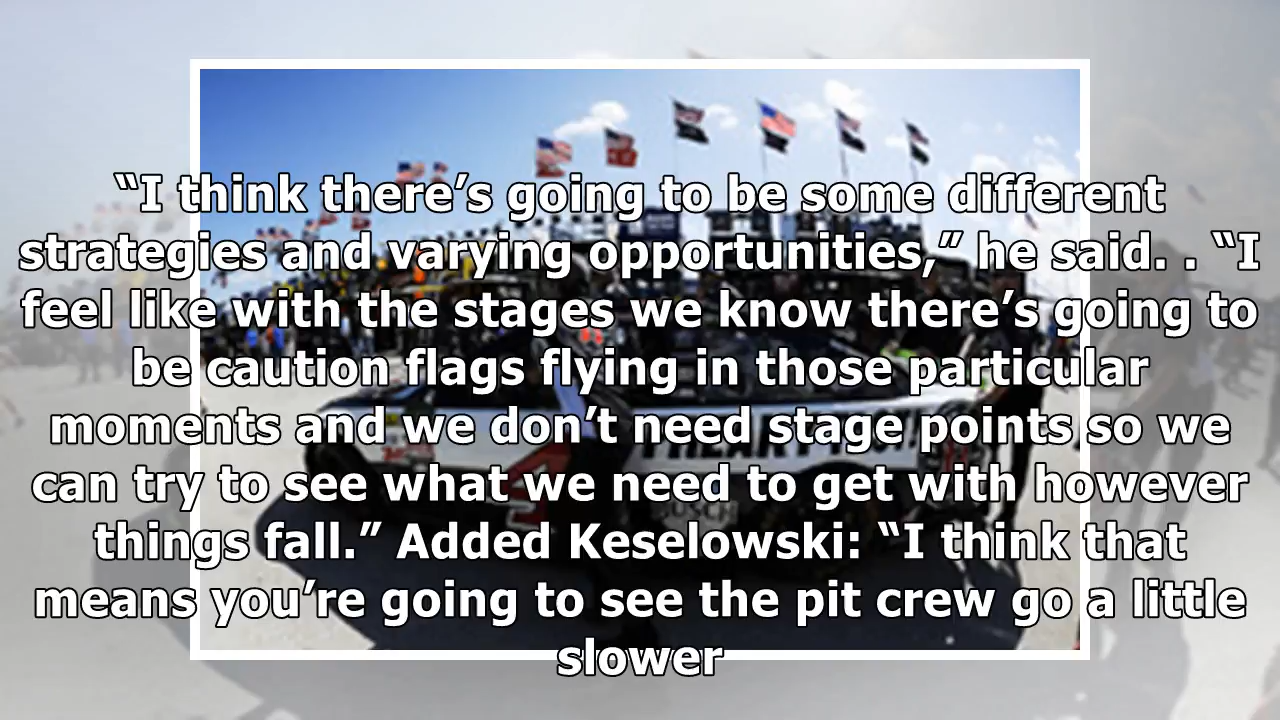 “I think there’s going to be some different
strategies and varying opportunities,” he said. . “I
feel like with the stages we know there’s going to
be caution flags flying in those particular
moments and we don’t need stage points so we
can try to see what we need to get with however
things fall.” Added Keselowski: “I think that
means you’re going to see the pit crew go a little
slower
4
BUSCH